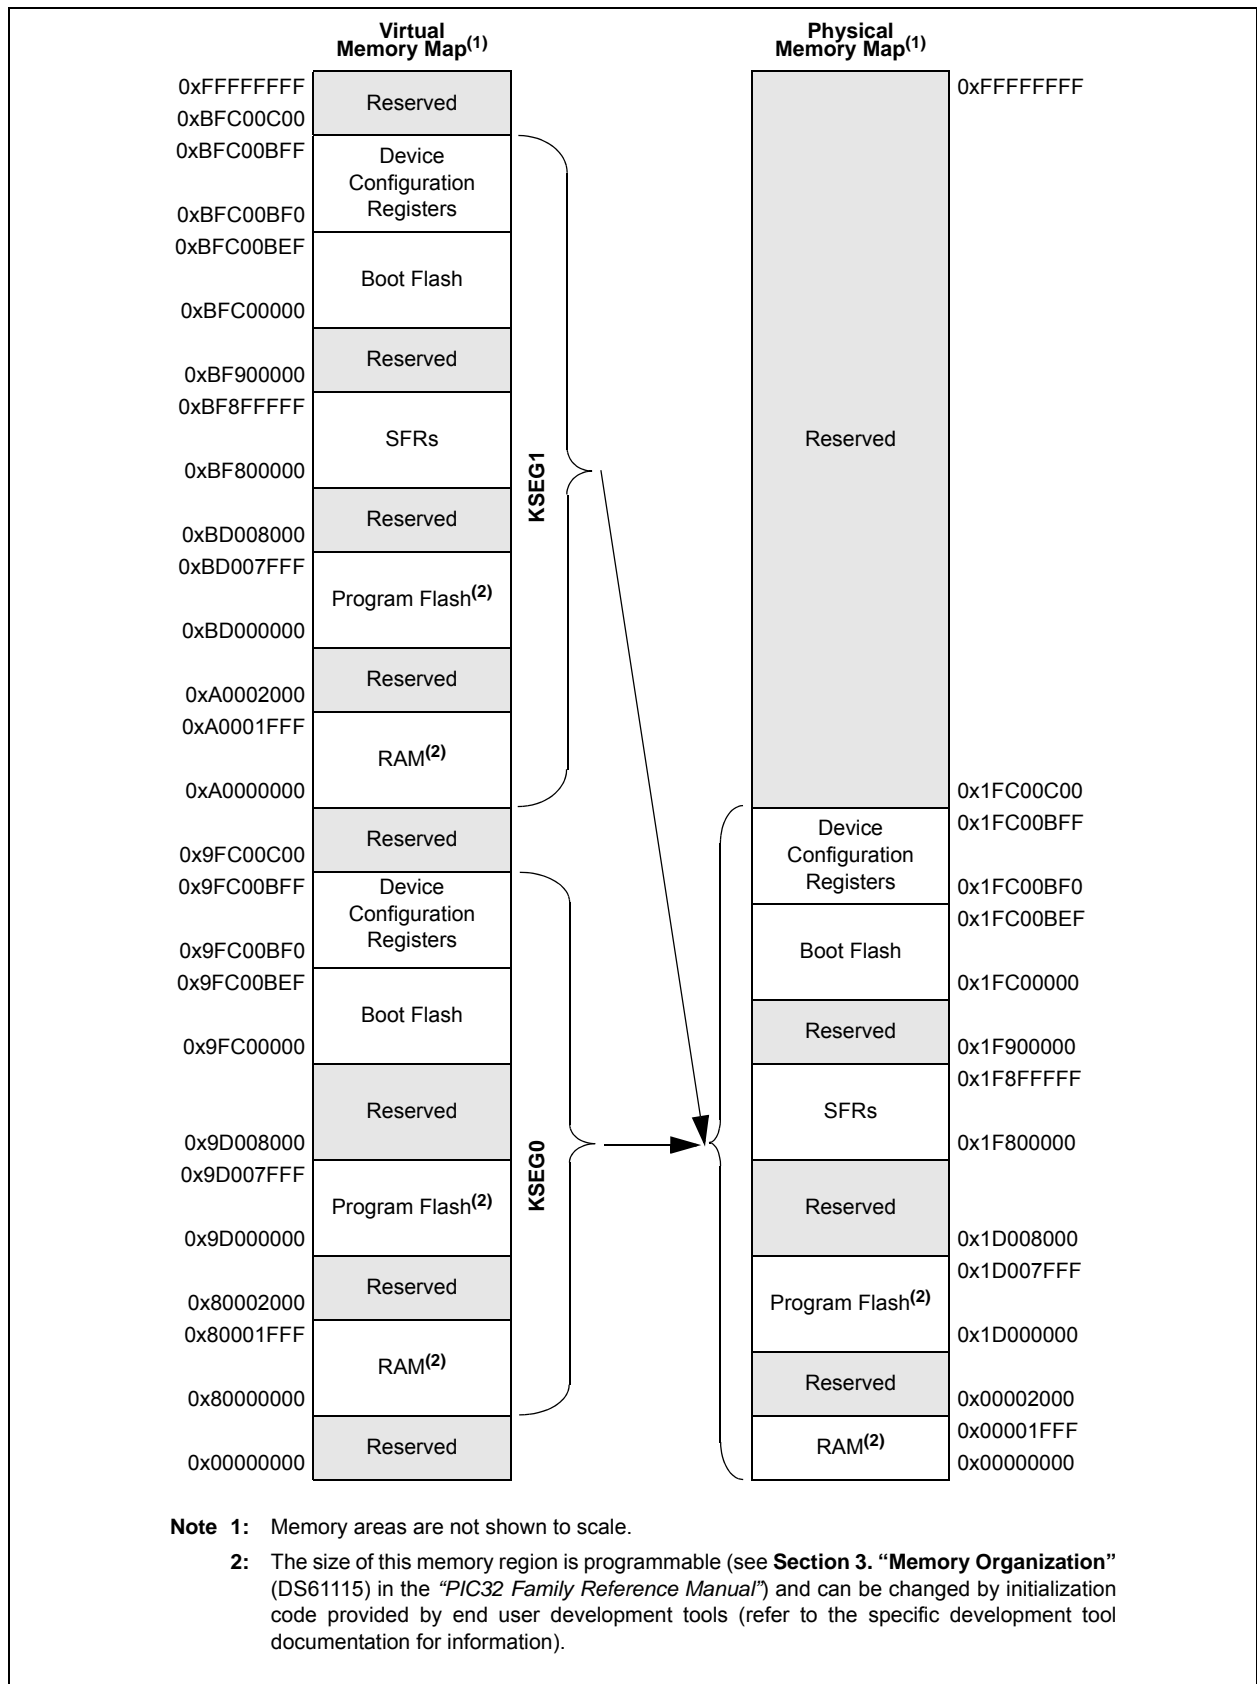 Virtual
Memory Map(1)
0xFFFFFFFF
Reserved
0xBFC00C00
0xBFC00BFF
Device
Configuration
Registers
0xBFC00BF0
0xBFC00BEF
Boot Flash
0xBFC00000
Reserved
0xBF900000
0xBF8FFFFF
SFRs
0xBF800000
Reserved
0xBD008000
0xBD007FFF
Program Flash(2)
0xBD000000
Reserved
0xA0002000
0xA0001FFF
RAM(2)
0xA0000000
KSEG1
Reserved
0x9FC00C00
0x9FC00BFF
Device
Configuration
Registers
0x9FC00BF0
0x9FC00BEF
Boot Flash
0x9FC00000
Reserved
0x9D008000
0x9D007FFF
Program Flash(2)
0x9D000000
Reserved
0x80002000
0x80001FFF
RAM(2)
0x80000000
KSEG0
Reserved
0x00000000
Physical
Memory Map(1)
0xFFFFFFFF
Reserved
0x1FC00C00
0x1FC00BFF
Device
Configuration
Registers
0x1FC00BF0
0x1FC00BEF
Boot Flash
0x1FC00000
Reserved
0x1F900000
0x1F8FFFFF
SFRs
0x1F800000
Reserved
0x1D008000
0x1D007FFF
Program Flash(2)
0x1D000000
Reserved
0x00002000
0x00001FFF
RAM(2)
0x00000000
Note 1: Memory areas are not shown to scale.
2: The size of this memory region is programmable (see Section 3. “Memory Organization”
(DS61115) in the “PIC32 Family Reference Manual”) and can be changed by initialization
code provided by end user development tools (refer to the specific development tool
documentation for information).